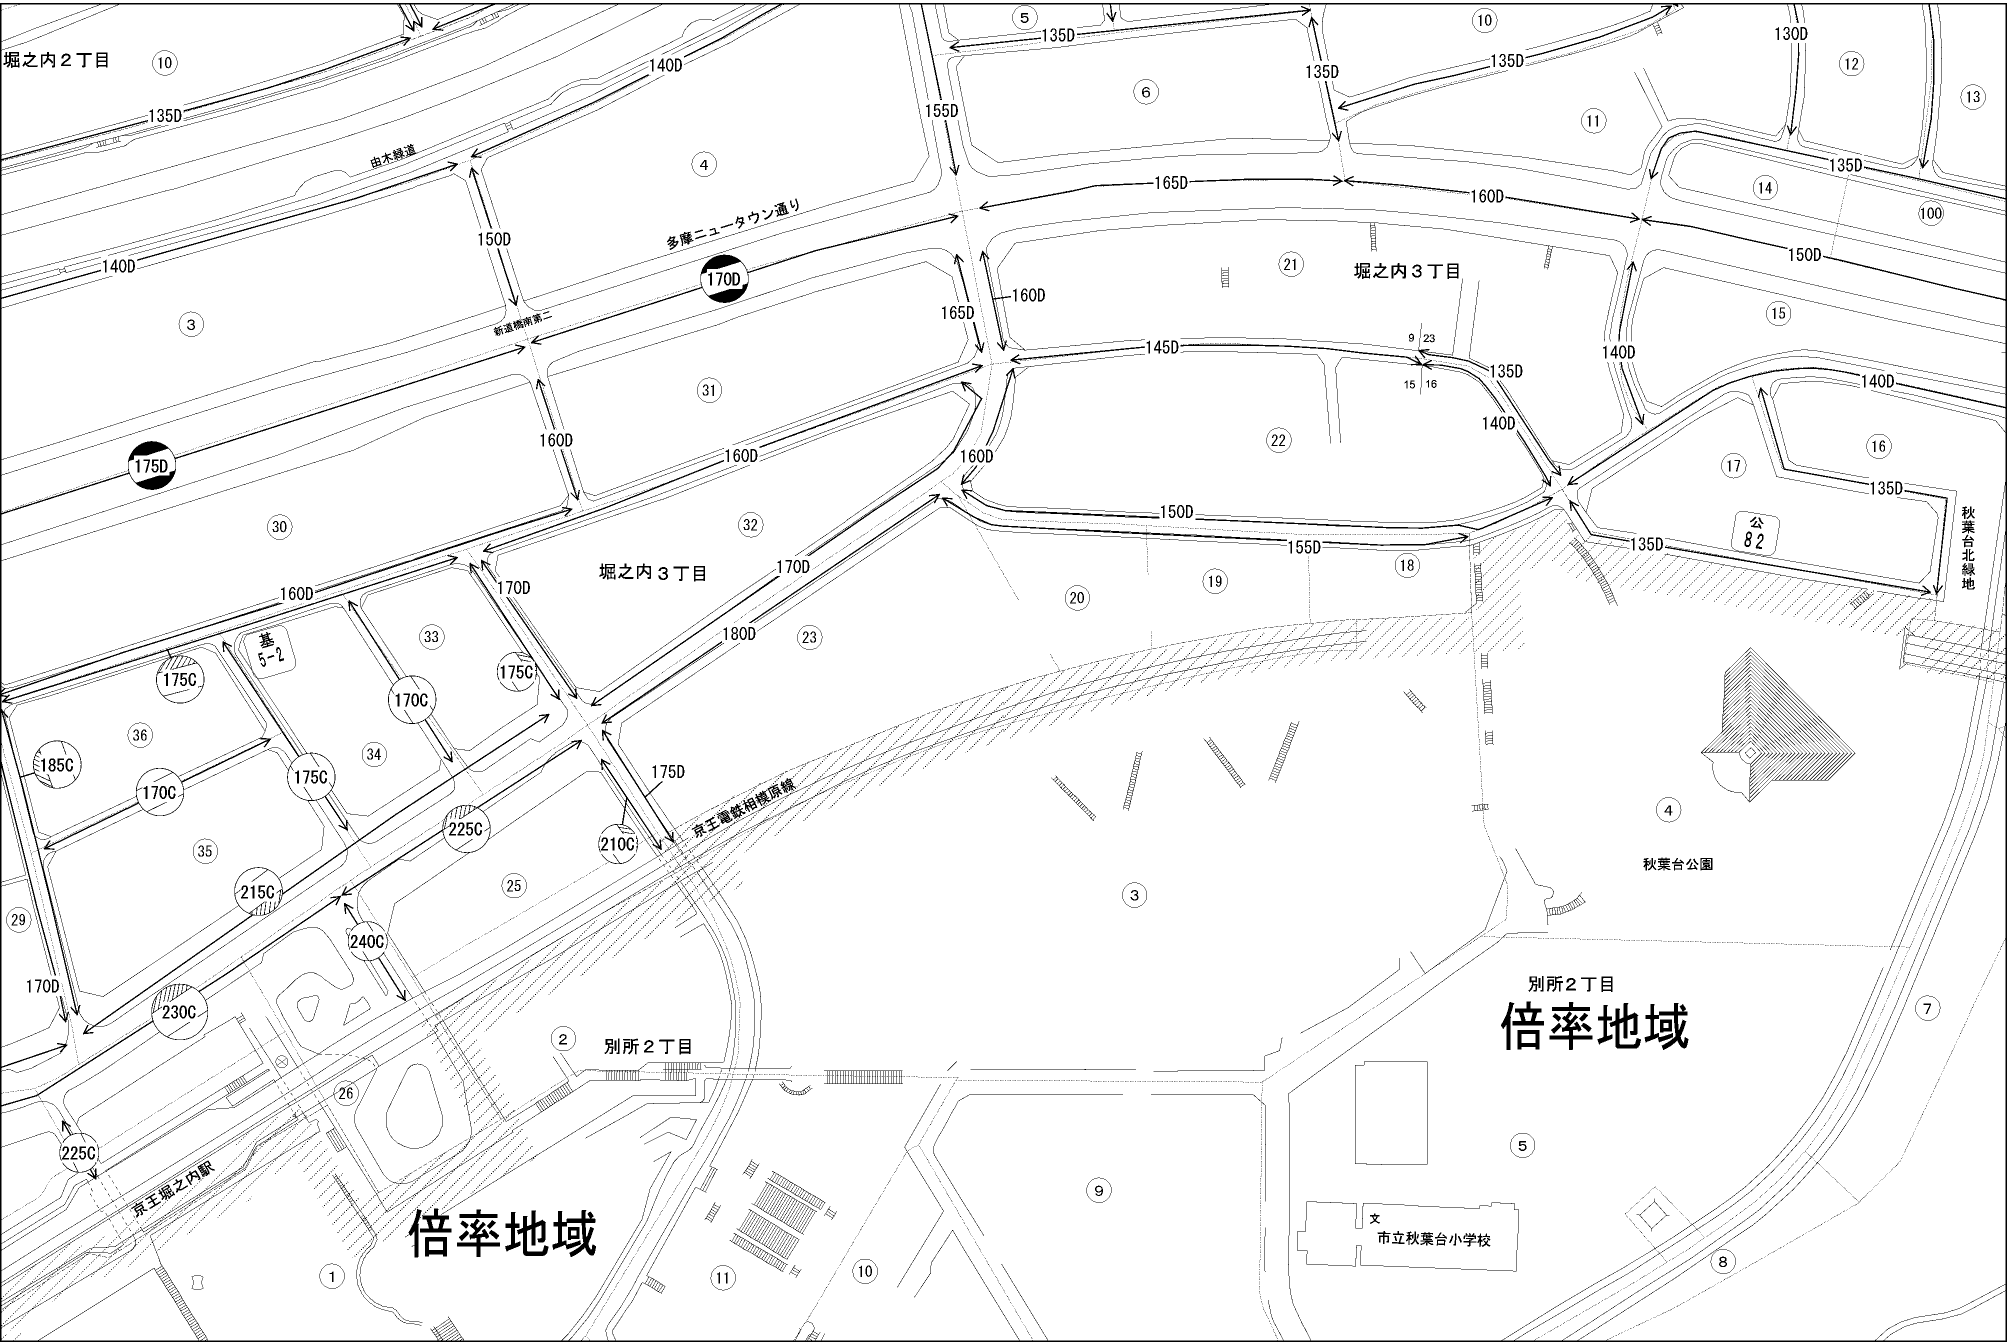 堀之内２丁目
10
135D
140D
由木緑道
140D
3
4
150D
多摩ニュータウン通り
新道橋南第二
170D
175D
155D
5
135D
6
135D
10
135D
130D
12
13
11
135D
14
100
165D
160D
150D
21
堀之内３丁目
15
160D
165D
145D
9
23
15
16
135D
140D
140D
140D
16
17
135D
公
82
135D
秋葉台北緑地
22
31
160D
160D
160D
30
32
堀之内３丁目
170D
170D
180D
150D
155D
18
19
20
23
160D
基
5-2
175C
33
170C
175C
36
34
185C
170C
175C
175D
225C
210C
京王電鉄相模原線
35
215C
25
29
240C
170D
230C
3
4
秋葉台公園
別所２丁目
倍率地域
7
2
別所２丁目
26
225C
京王堀之内駅
倍率地域
1
11
10
9
5
文
市立秋葉台小学校
8